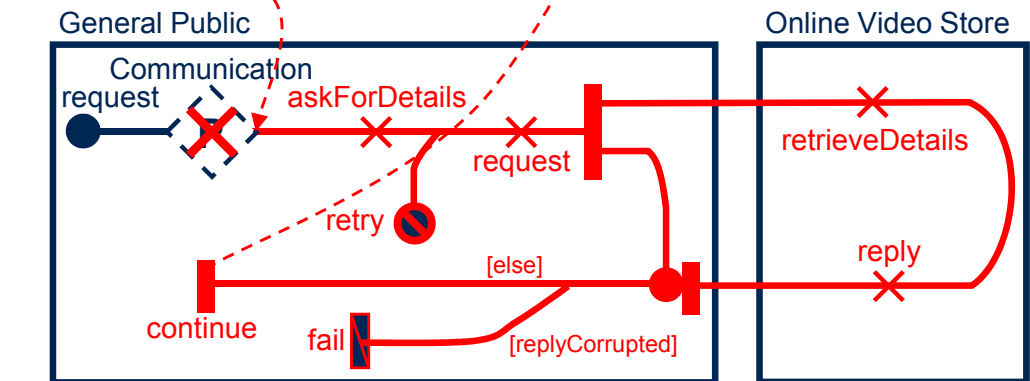 General Public
Online Video Store
Communication
request
askForDetails
request
retrieveDetails
retry
reply
[else]
continue
fail
[replyCorrupted]